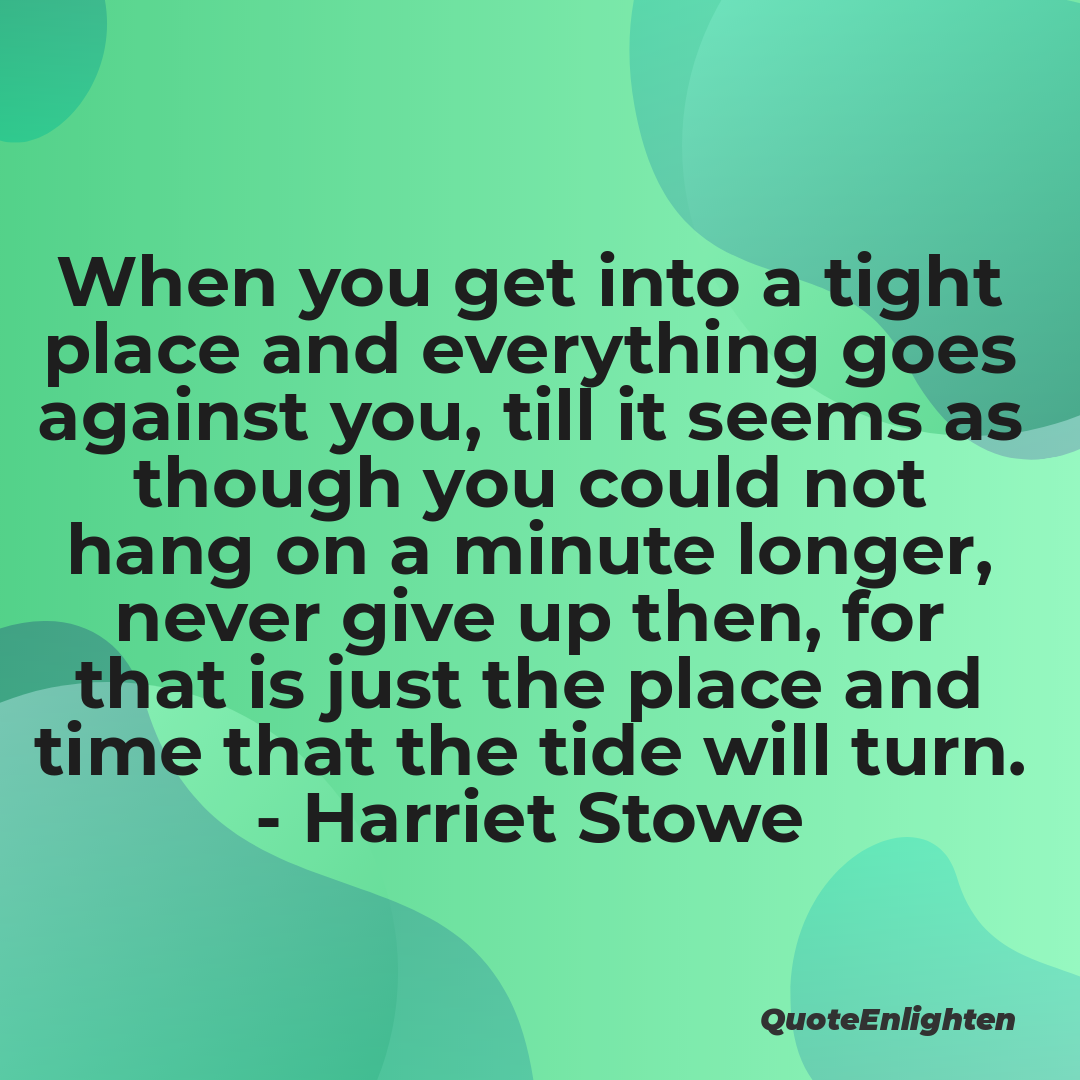 When you get into a tight
place and everything goes
against you, till it seems as
though you could not
hang on a minute longer,
never give up then, for
that is just the place and
time that the tide will turn.
- Harriet Stowe
QuoteEnlighten